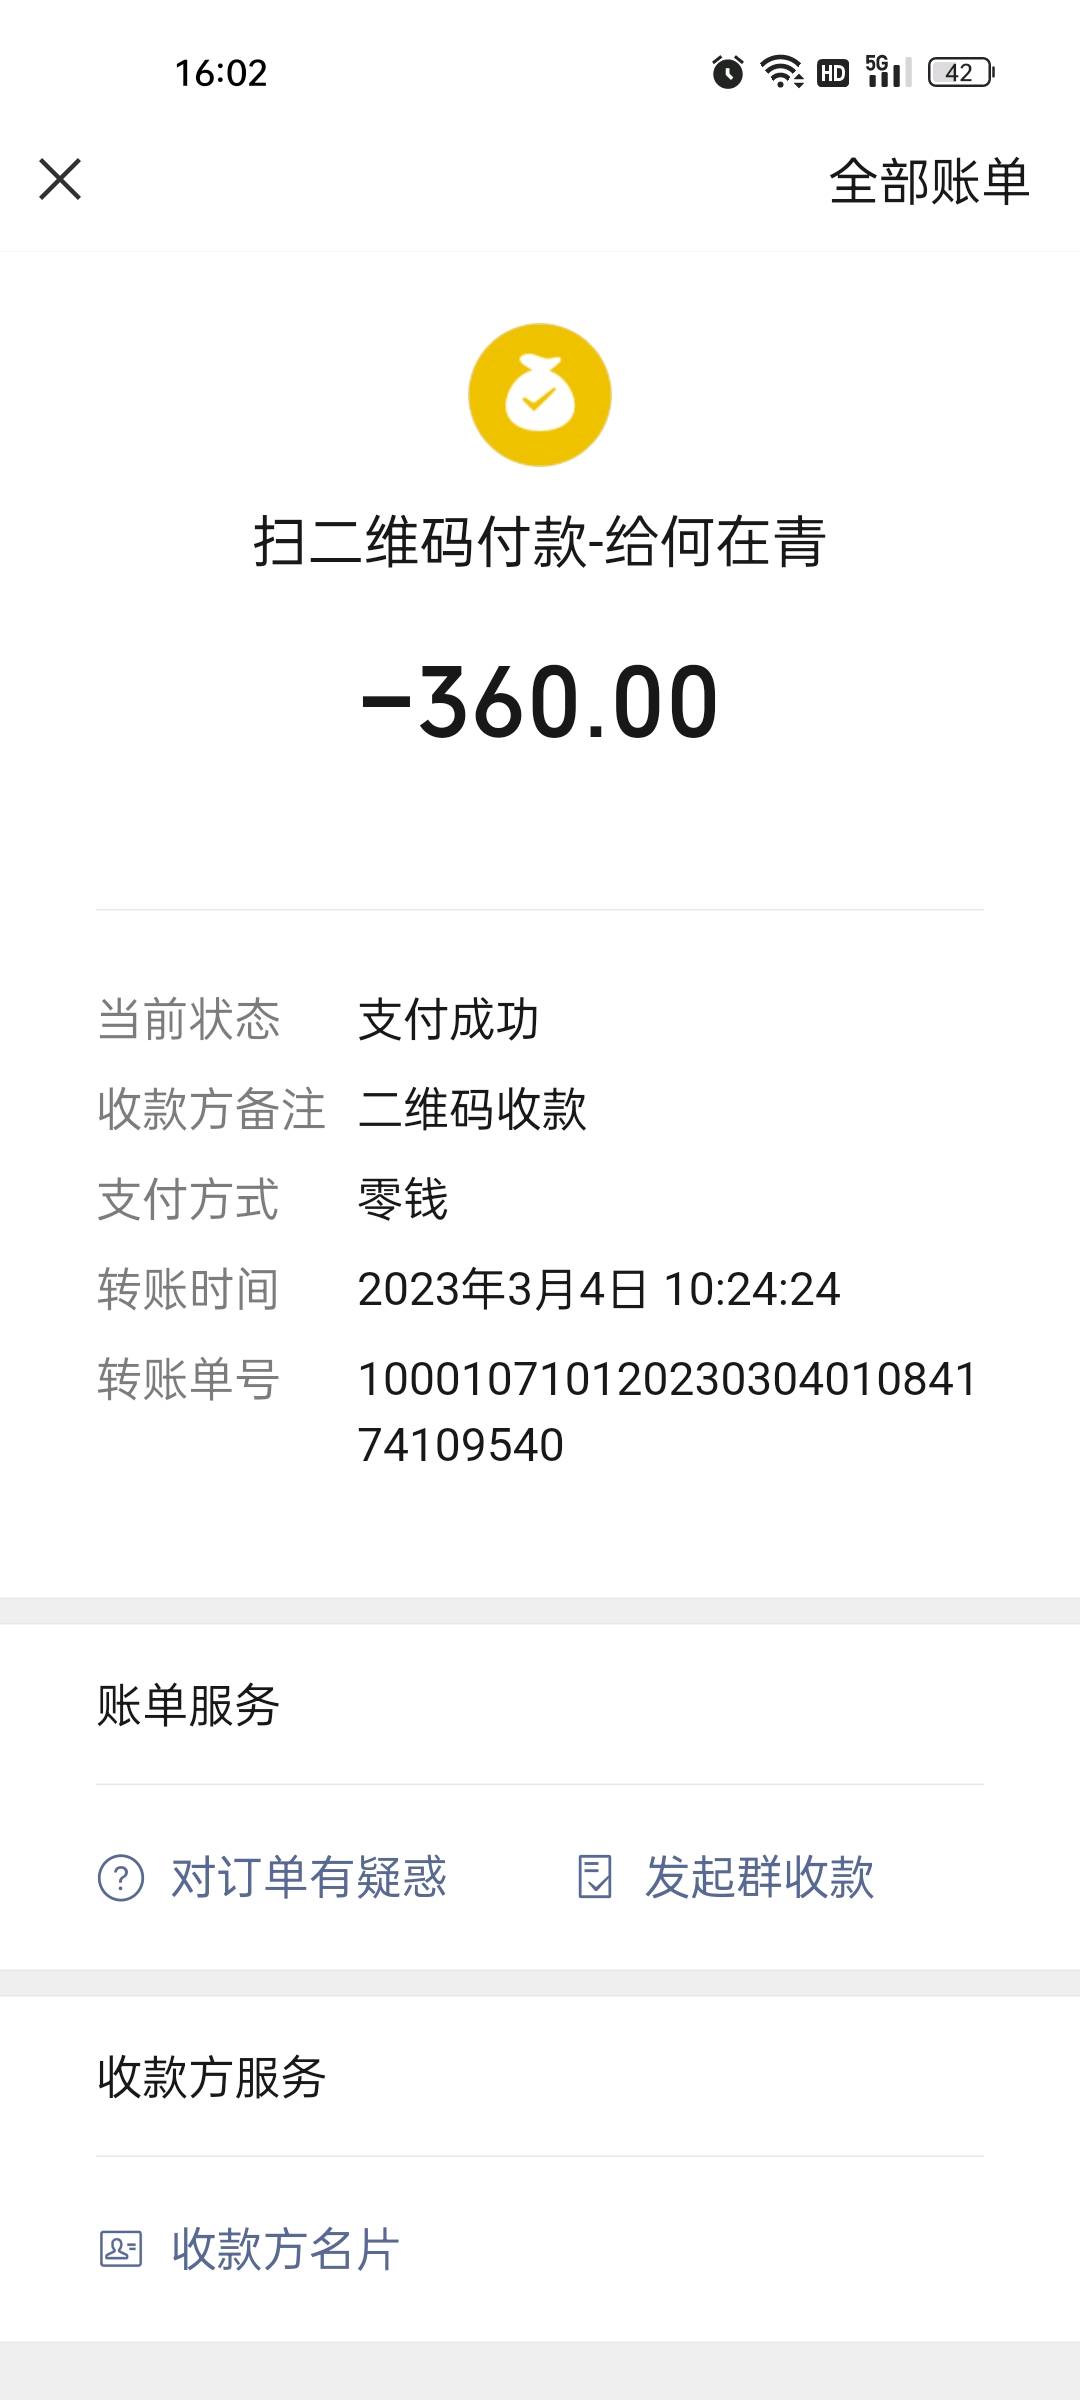 16:02
HD 5G 42
全部账单
扫二维码付款-给何在青
-360.00
当前状态 支付成功
收款方备注 二维码收款
支付方式 零钱
转账时间 2023年3月4日 10:24:24
转账单号 100010710120230304010841
74109540
账单服务
? 对订单有疑惑 发起群收款
收款方服务
收款方名片